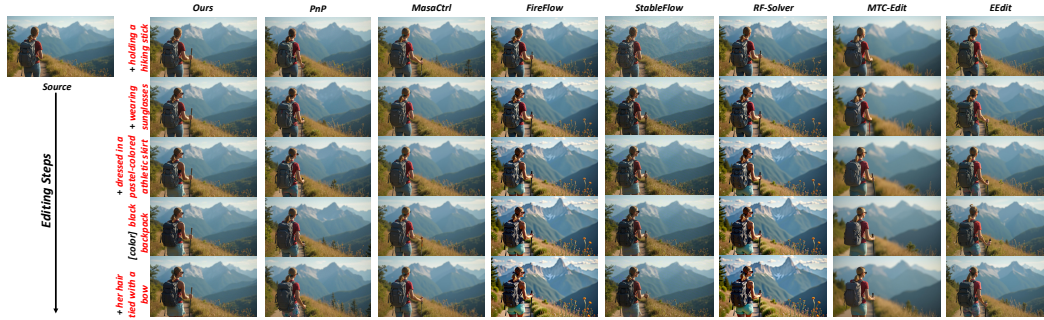 Ours PnP MasaCtrl FireFlow StableFlow RF-Solver MTC-Edit EEdit
Source
Editing Steps
+ holding a
hiking stick
+ wearing
sunglasses
+ dressed in a
pastel-colored
athletic skirt
[color] black
backpack
+ her hair
tied with a
bow